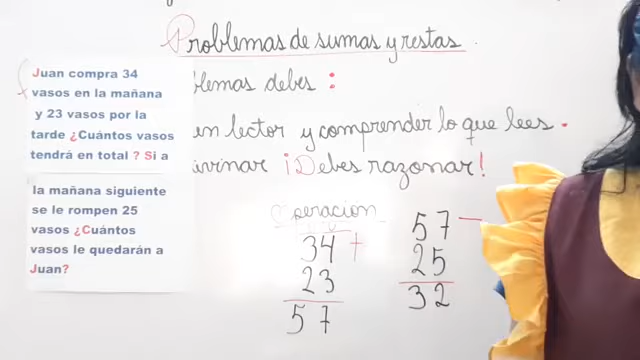 Problemas de sumas y restas.
blemas debes :
en lector y comprender lo que lees.
ivinar ¡Debes razonar!
Juan compra 34
vasos en la mañana
y 23 vasos por la
tarde ¿Cuántos vasos
tendrá en total ? Si a
la mañana siguiente
se le rompen 25
vasos ¿Cuántos
vasos le quedarán a
Juan?
Operación
34 +
23
57
57 −
25
32